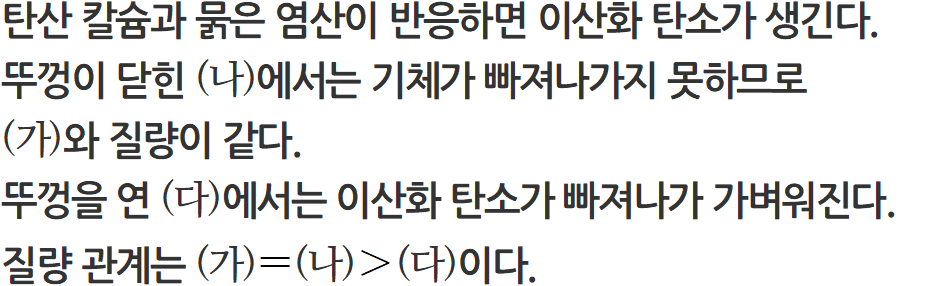 탄산 칼슘과 묽은 염산이 반응하면 이산화 탄소가 생긴다.
뚜껑이 닫힌 (나)에서는 기체가 빠져나가지 못하므로
(가)와 질량이 같다.
뚜껑을 연 (다)에서는 이산화 탄소가 빠져나가 가벼워진다.
질량 관계는 (가)=(나)>(다)이다.